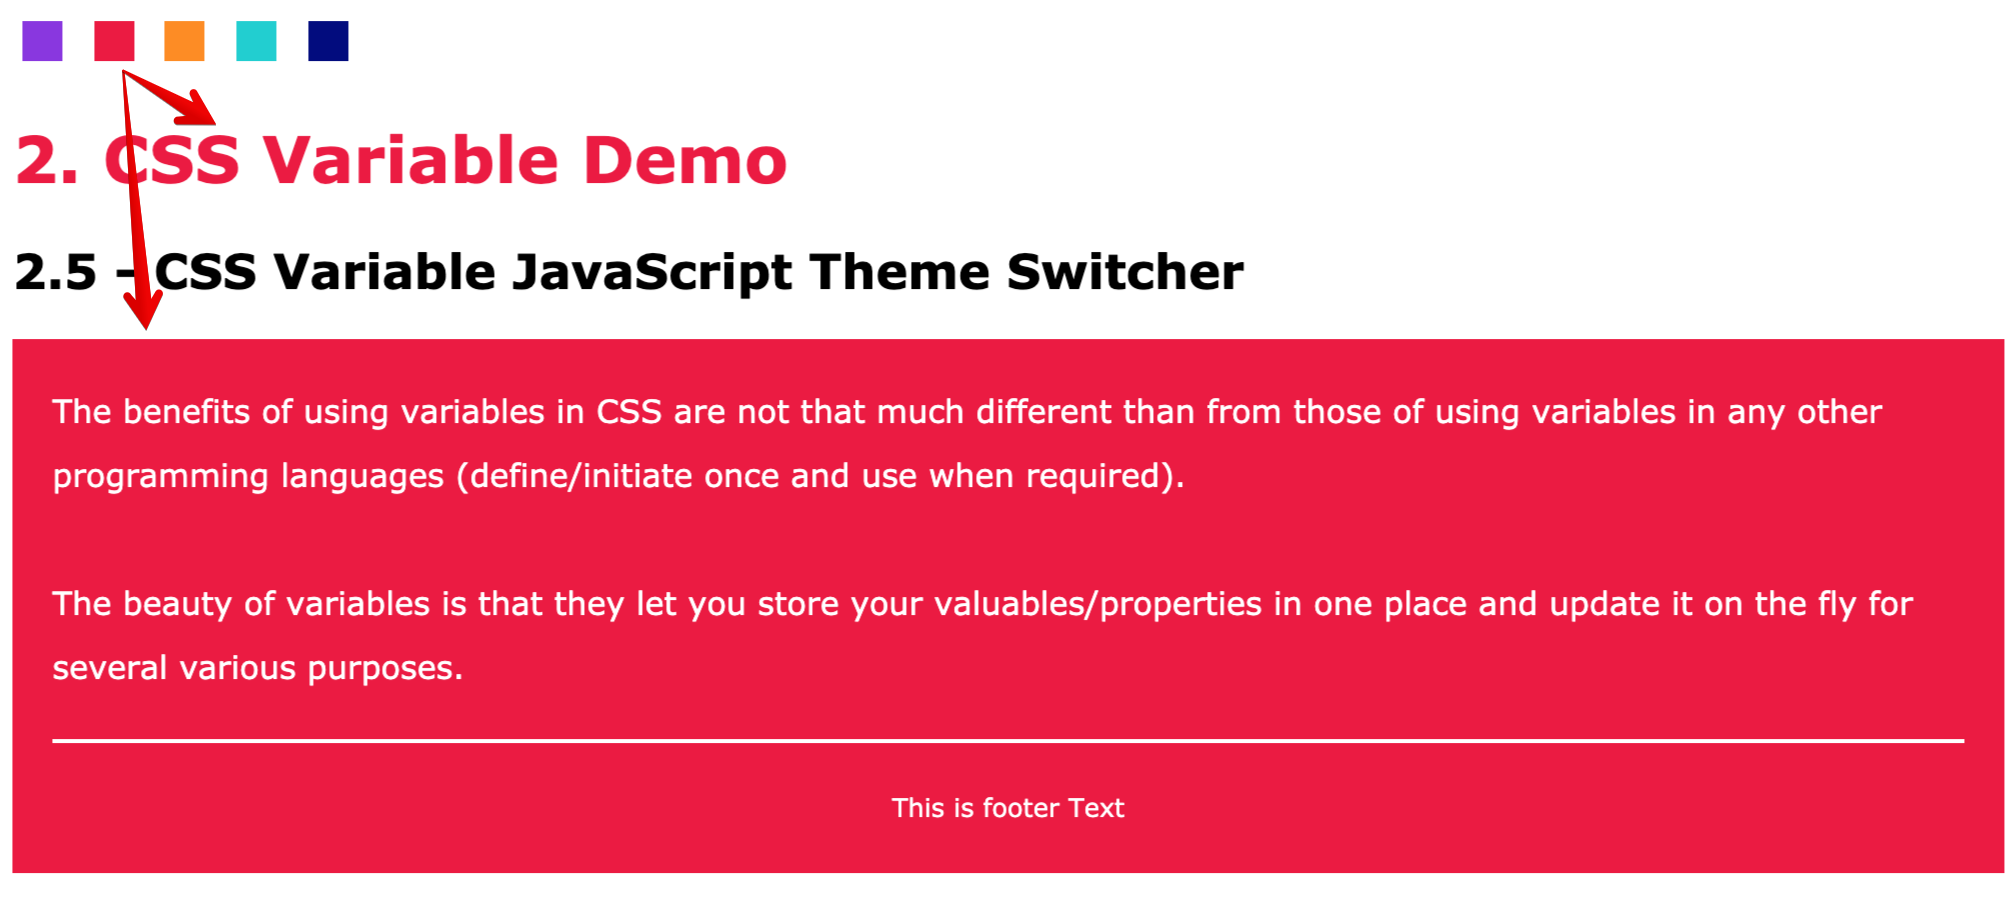 2. CSS Variable Demo
2.5 - CSS Variable JavaScript Theme Switcher
The benefits of using variables in CSS are not that much different than from those of using variables in any other
programming languages (define/initiate once and use when required).
The beauty of variables is that they let you store your valuables/properties in one place and update it on the fly for
several various purposes.
This is footer Text